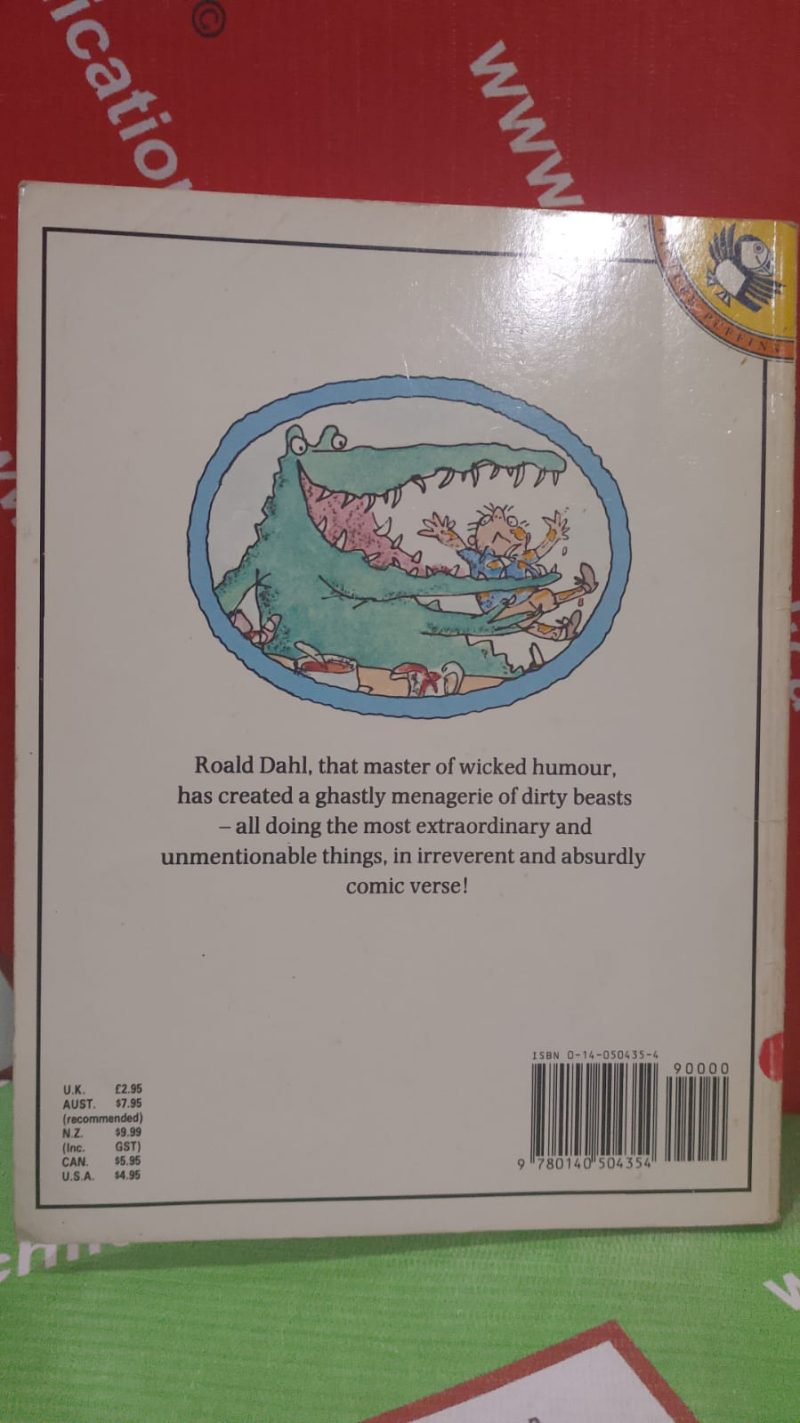 ©
www
PUFFINS
Roald Dahl, that master of wicked humour,
has created a ghastly menagerie of dirty beasts
– all doing the most extraordinary and
unmentionable things, in irreverent and absurdly
comic verse!
U.K. £2.95
AUST. $7.95
(recommended)
N.Z. $9.99
(Inc. GST)
CAN. $5.95
U.S.A. $4.95
ISBN 0-14-050435-4
90000
9 780140 504354